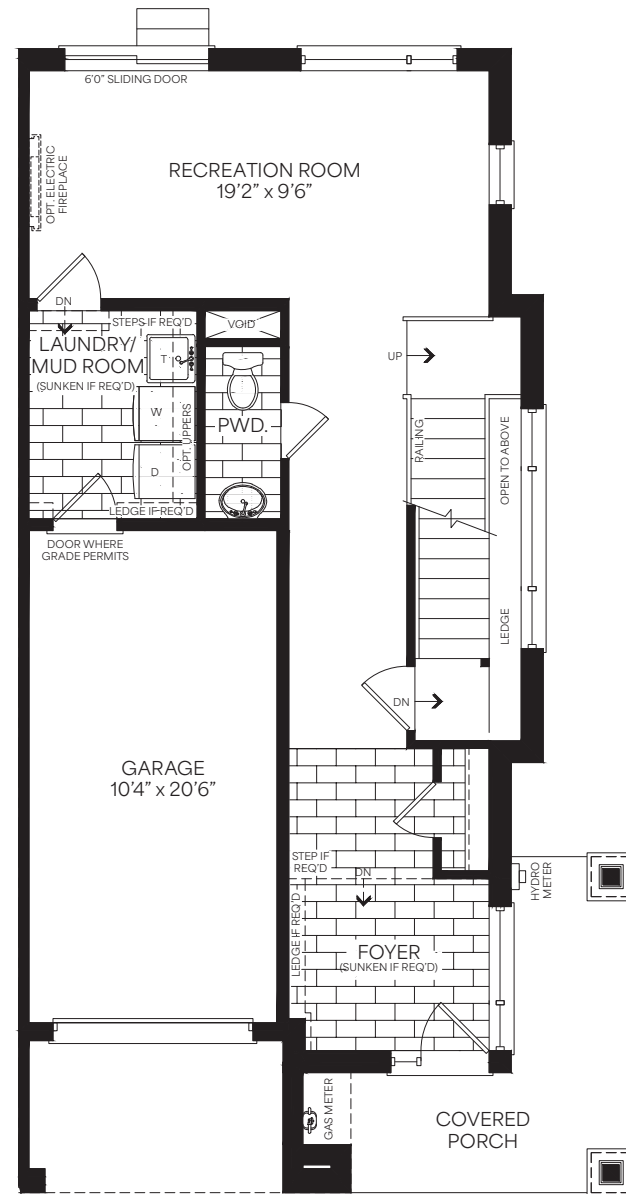 6'0" SLIDING DOOR
OPT. ELECTRIC
FIREPLACE
RECREATION ROOM
19'2" x 9'6"
DN
STEPS IF REQ'D
VOID
LAUNDRY/
MUD ROOM
(SUNKEN IF REQ'D)
T
W
D
OPT. UPPERS
LEDGE IF REQ'D
PWD.
UP
RAILING
OPEN TO ABOVE
LEDGE
DOOR WHERE
GRADE PERMITS
DN
GARAGE
10'4" x 20'6"
STEP IF
REQ'D
DN
LEDGE IF REQ'D
FOYER
(SUNKEN IF REQ'D)
HYDRO
METER
GAS METER
COVERED
PORCH